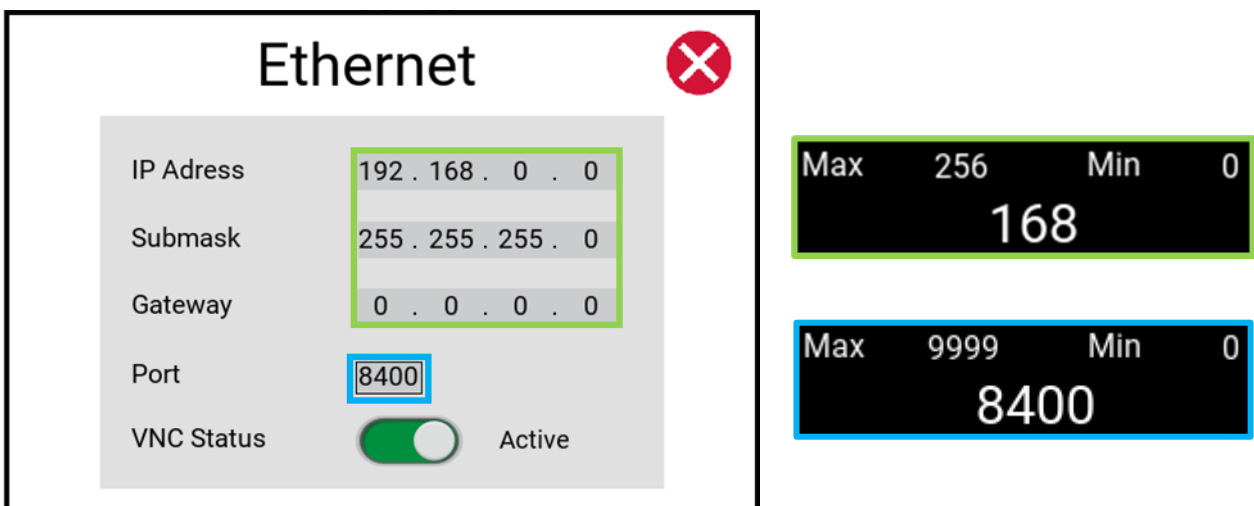 Ethernet
IP Adress 192 . 168 . 0 . 0
Submask 255 . 255 . 255 . 0
Gateway 0 . 0 . 0 . 0
Port 8400
VNC Status Active
Max 256 Min 0
168
Max 9999 Min 0
8400